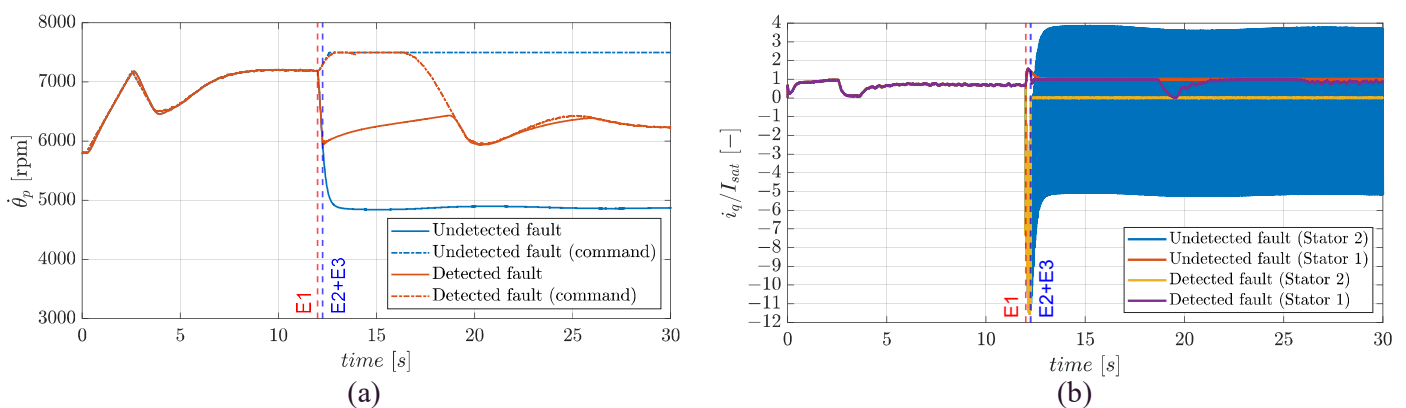 8000
7000
6000
5000
4000
3000
θ̇_p [rpm]
0 5 10 15 20 25 30
time [s]
E1
E2+E3
Undetected fault
Undetected fault (command)
Detected fault
Detected fault (command)
(a)
4
3
2
1
0
−1
−2
−3
−4
−5
−6
−7
−8
−9
−10
−11
−12
i_q/I_sat [−]
0 5 10 15 20 25 30
time [s]
E1
E2+E3
Undetected fault (Stator 2)
Undetected fault (Stator 1)
Detected fault (Stator 2)
Detected fault (Stator 1)
(b)